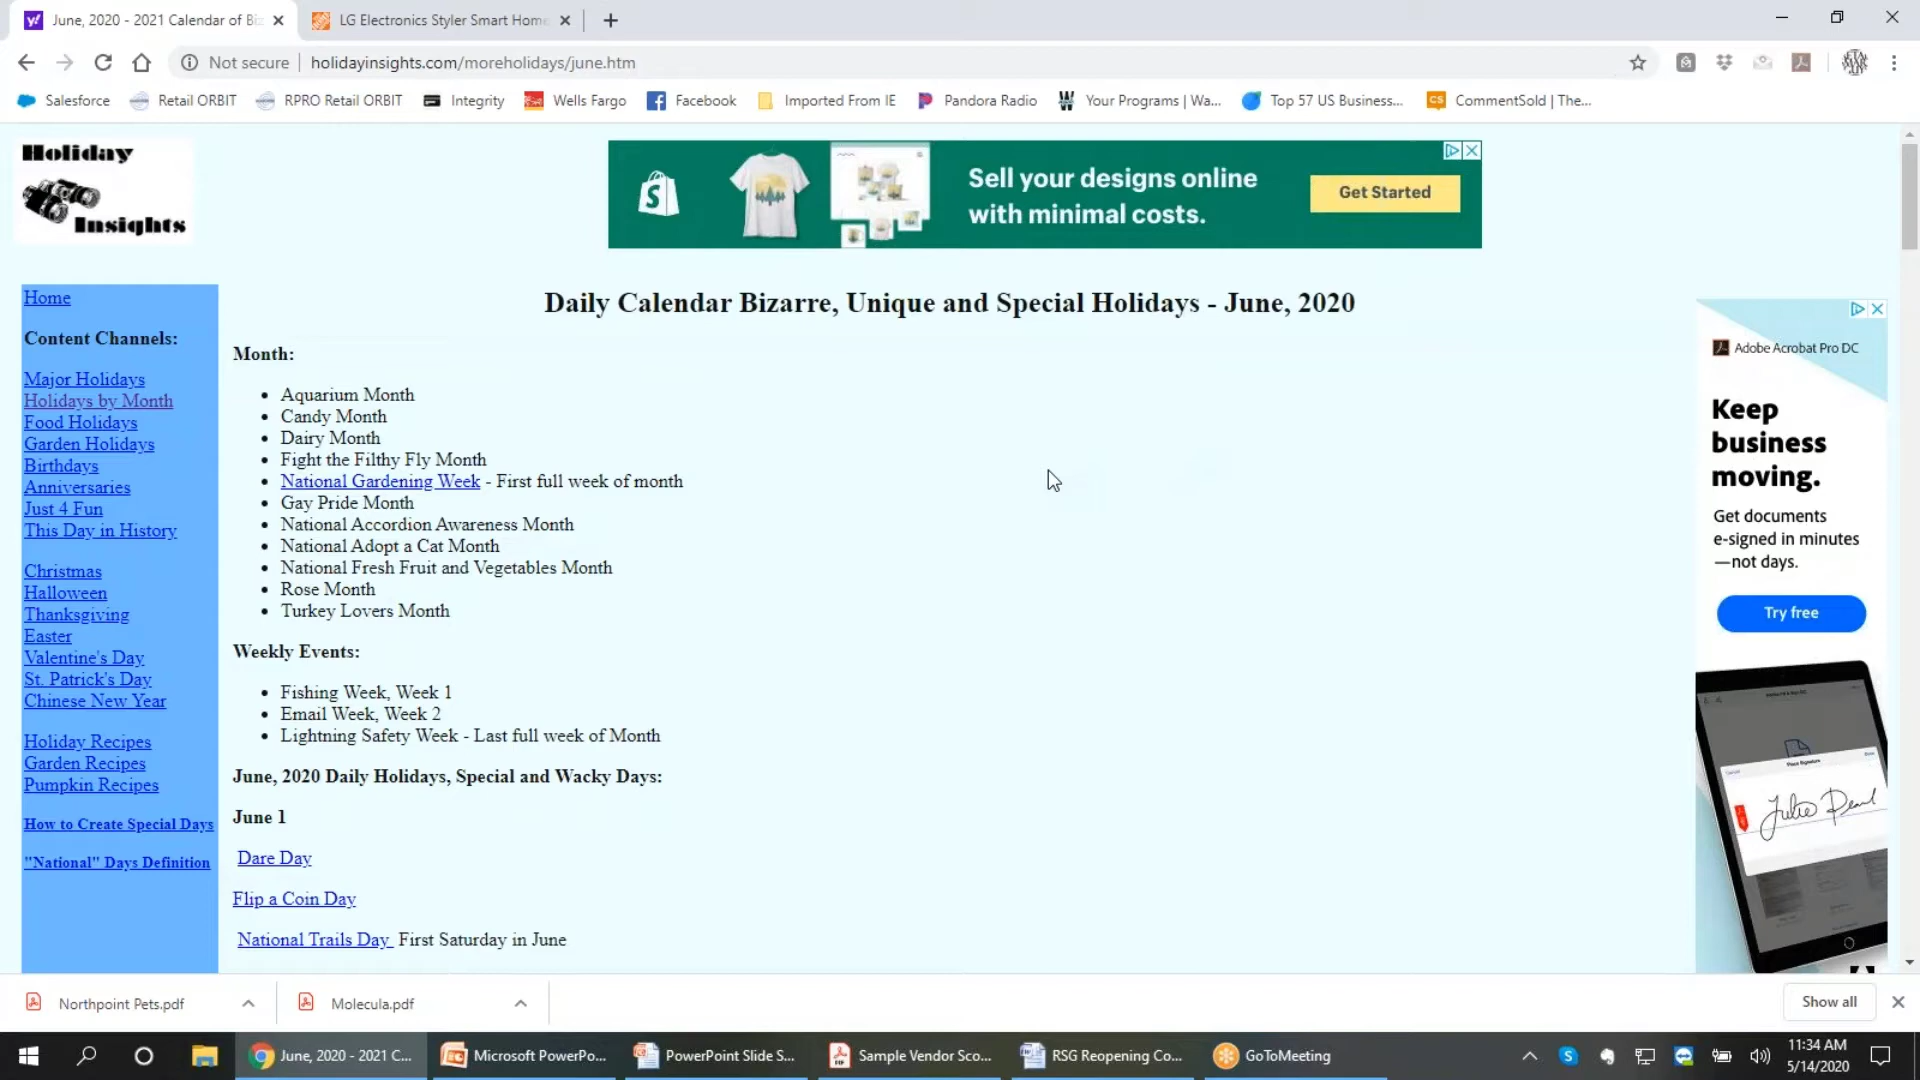 June, 2020 - 2021 Calendar of Biz
LG Electronics Styler Smart Home
Not secure
holidayinsights.com/moreholidays/june.htm
Salesforce
Retail ORBIT
RPRO Retail ORBIT
Integrity
Wells Fargo
Facebook
Imported From IE
Pandora Radio
Your Programs | Wa...
Top 57 US Business...
CommentSold | The...
Holiday
Insights
Sell your designs online
with minimal costs.
Get Started
Home
Content Channels:
Major Holidays
Holidays by Month
Food Holidays
Garden Holidays
Birthdays
Anniversaries
Just 4 Fun
This Day in History
Christmas
Halloween
Thanksgiving
Easter
Valentine's Day
St. Patrick's Day
Chinese New Year
Holiday Recipes
Garden Recipes
Pumpkin Recipes
How to Create Special Days
"National" Days Definition
Daily Calendar Bizarre, Unique and Special Holidays - June, 2020
Month:
Aquarium Month
Candy Month
Dairy Month
Fight the Filthy Fly Month
National Gardening Week - First full week of month
Gay Pride Month
National Accordion Awareness Month
National Adopt a Cat Month
National Fresh Fruit and Vegetables Month
Rose Month
Turkey Lovers Month
Weekly Events:
Fishing Week, Week 1
Email Week, Week 2
Lightning Safety Week - Last full week of Month
June, 2020 Daily Holidays, Special and Wacky Days:
June 1
Dare Day
Flip a Coin Day
National Trails Day First Saturday in June
Adobe Acrobat Pro DC
Keep
business
moving.
Get documents
e-signed in minutes
—not days.
Try free
Northpoint Pets.pdf
Molecula.pdf
Show all
June, 2020 - 2021 C...
Microsoft PowerPo...
PowerPoint Slide S...
Sample Vendor Sco...
RSG Reopening Co...
GoToMeeting
11:34 AM
5/14/2020